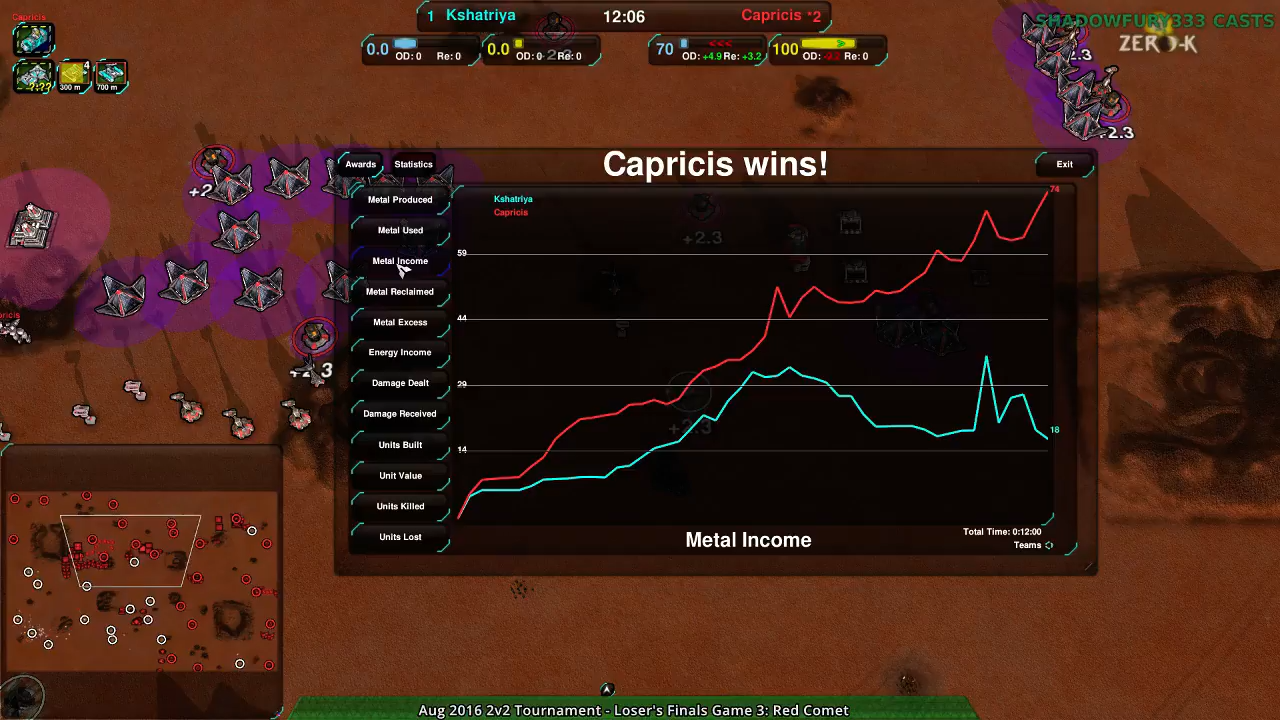 Capricis
1 Kshatriya
12:06
Capricis *2
SHADOWFURY333 CASTS
ZERO-K
0.0
OD: 0 Re: 0
0.0
OD: 0 Re: 0
70
OD: +4.9 Re: +3.2
<<<
100
Re: 0
4
300 m
700 m
2.3
2.3
+2
Awards
Statistics
Capricis wins!
Exit
Metal Produced
Metal Used
Metal Income
Metal Reclaimed
Metal Excess
Energy Income
Damage Dealt
Damage Received
Units Built
Unit Value
Units Killed
Units Lost
Kshatriya
Capricis
74
59
44
29
14
18
+2.3
+2.3
Metal Income
Total Time: 0:12:00
Teams
Aug 2016 2v2 Tournament - Loser's Finals Game 3: Red Comet